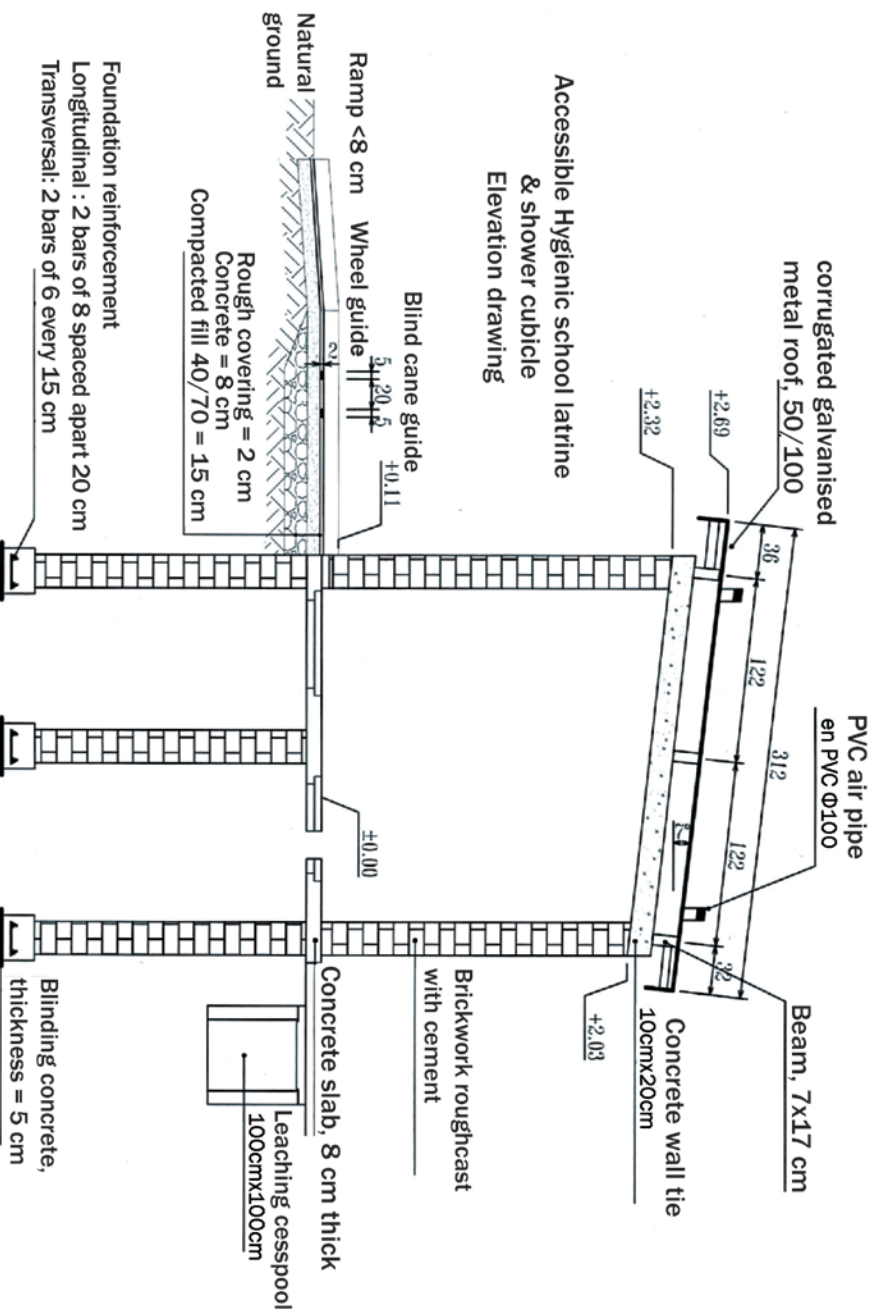 Accessible Hygienic school latrine
& shower cubicle
Elevation drawing
corrugated galvanised
metal roof, 50/100
+2.69
+2.32
36
122
312
122
32
PVC air pipe
en PVC Φ100
Beam, 7x17 cm
Concrete wall tie
10cmx20cm
+2.03
Brickwork roughcast
with cement
Blind cane guide
5
20
5
+0.11
Ramp <8 cm
Wheel guide
2
Natural
ground
±0.00
Rough covering = 2 cm
Concrete = 8 cm
Compacted fill 40/70 = 15 cm
Concrete slab, 8 cm thick
Leaching cesspool
100cmx100cm
Foundation reinforcement
Longitudinal : 2 bars of 8 spaced apart 20 cm
Transversal: 2 bars of 6 every 15 cm
Blinding concrete,
thickness = 5 cm